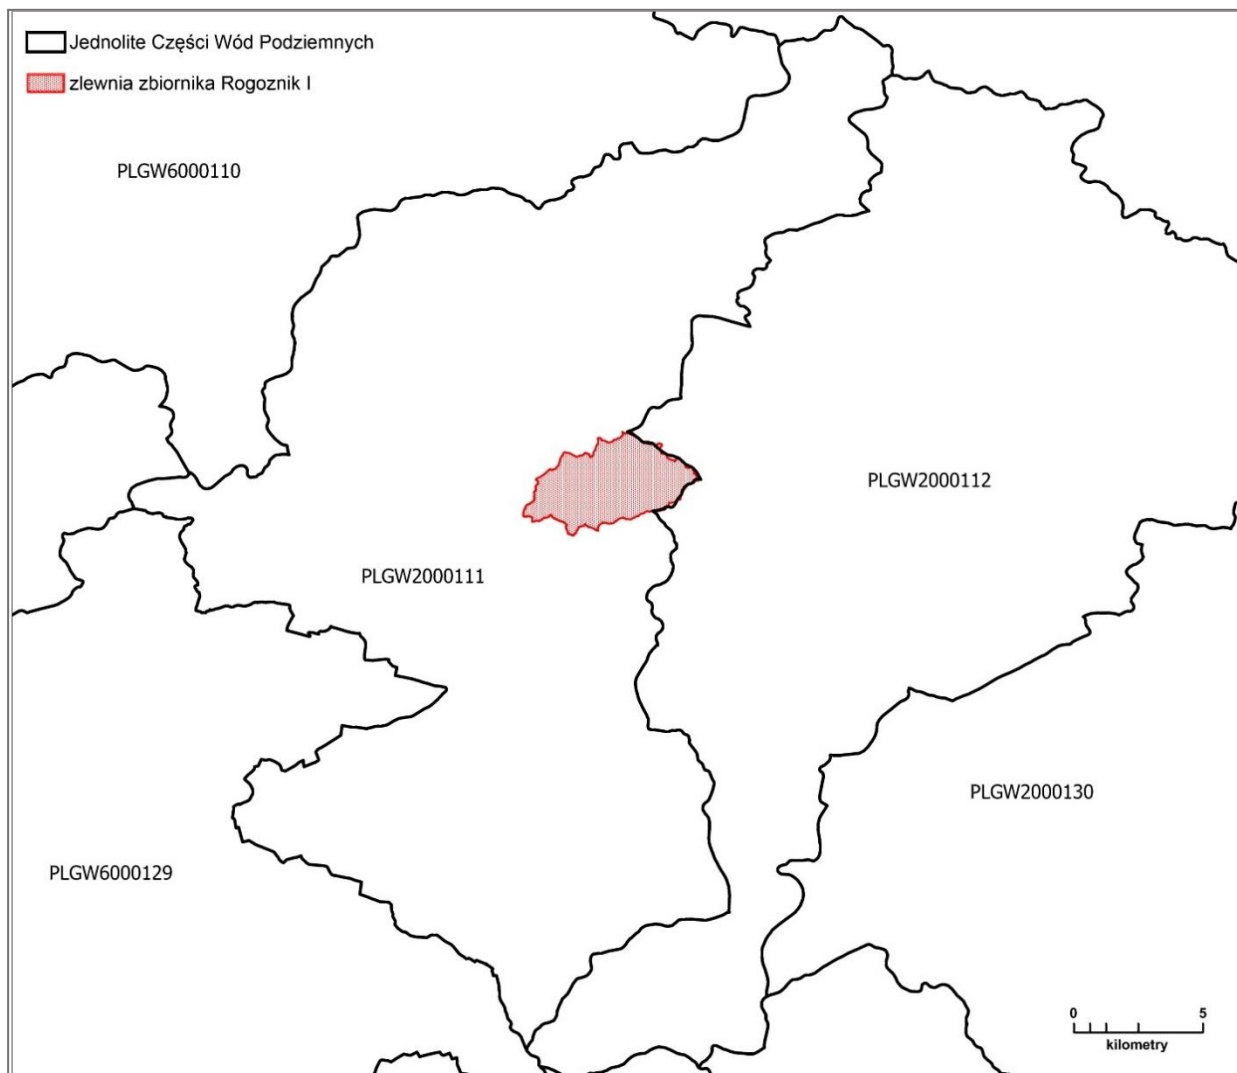 Jednolite Części Wód Podziemnych
zlewnia zbiornika Rogoznik I
PLGW6000110
PLGW2000112
PLGW2000111
PLGW2000130
PLGW6000129
0 5
kilometry